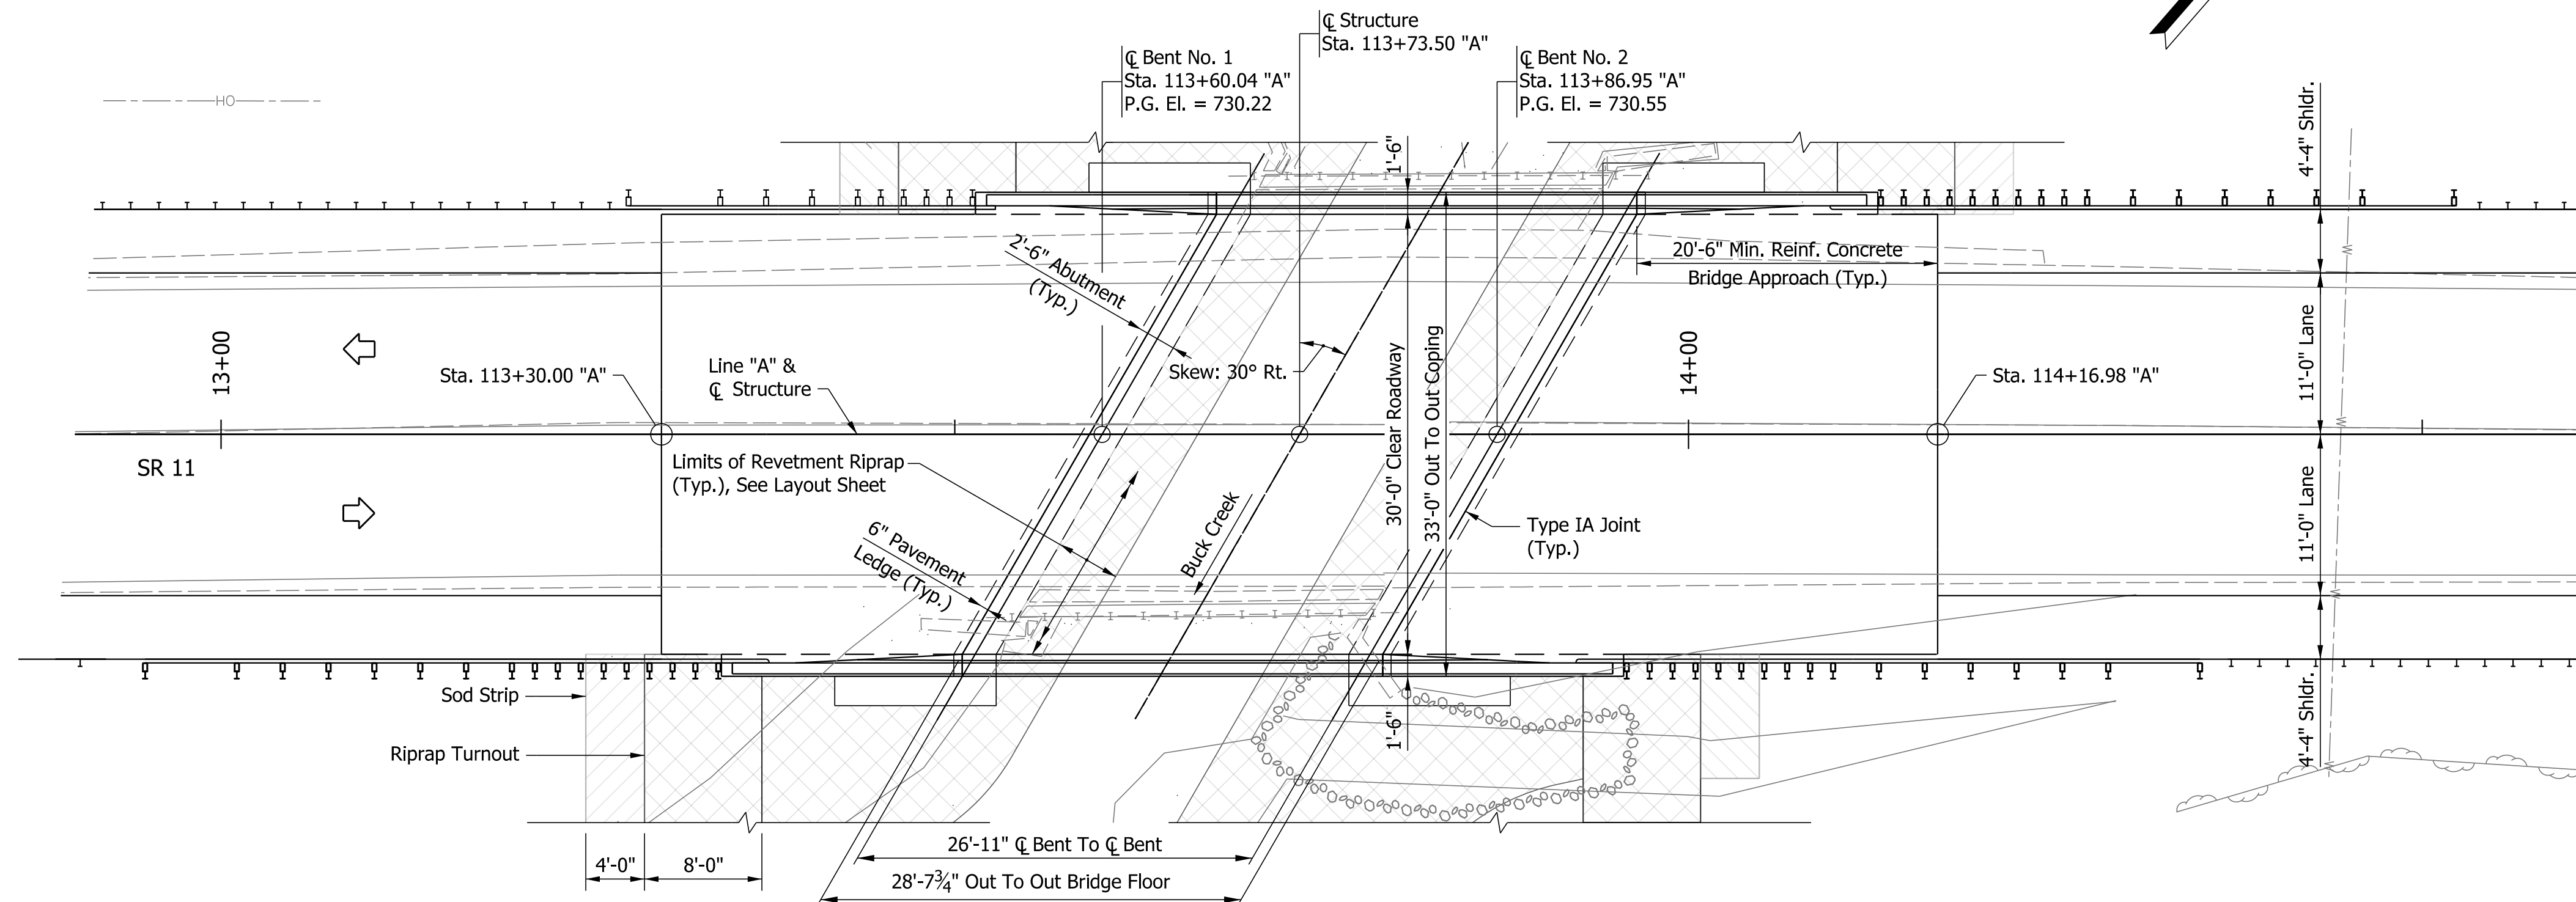 ℄ Structure
Sta. 113+73.50 "A"
℄ Bent No. 1
Sta. 113+60.04 "A"
P.G. El. = 730.22
℄ Bent No. 2
Sta. 113+86.95 "A"
P.G. El. = 730.55
HO
1'-6"
4'-4" Shldr.
2'-6" Abutment
(Typ.)
20'-6" Min. Reinf. Concrete
Bridge Approach (Typ.)
13+00
Sta. 113+30.00 "A"
Line "A" &
℄ Structure
Skew: 30° Rt.
30'-0" Clear Roadway
33'-0" Out To Out Coping
14+00
Sta. 114+16.98 "A"
11'-0" Lane
SR 11
Limits of Revetment Riprap
(Typ.), See Layout Sheet
6" Pavement
Ledge (Typ.)
Buck Creek
Type IA Joint
(Typ.)
11'-0" Lane
Sod Strip
Riprap Turnout
1'-6"
4'-4" Shldr.
4'-0"
8'-0"
26'-11" ℄ Bent To ℄ Bent
28'-7¾" Out To Out Bridge Floor